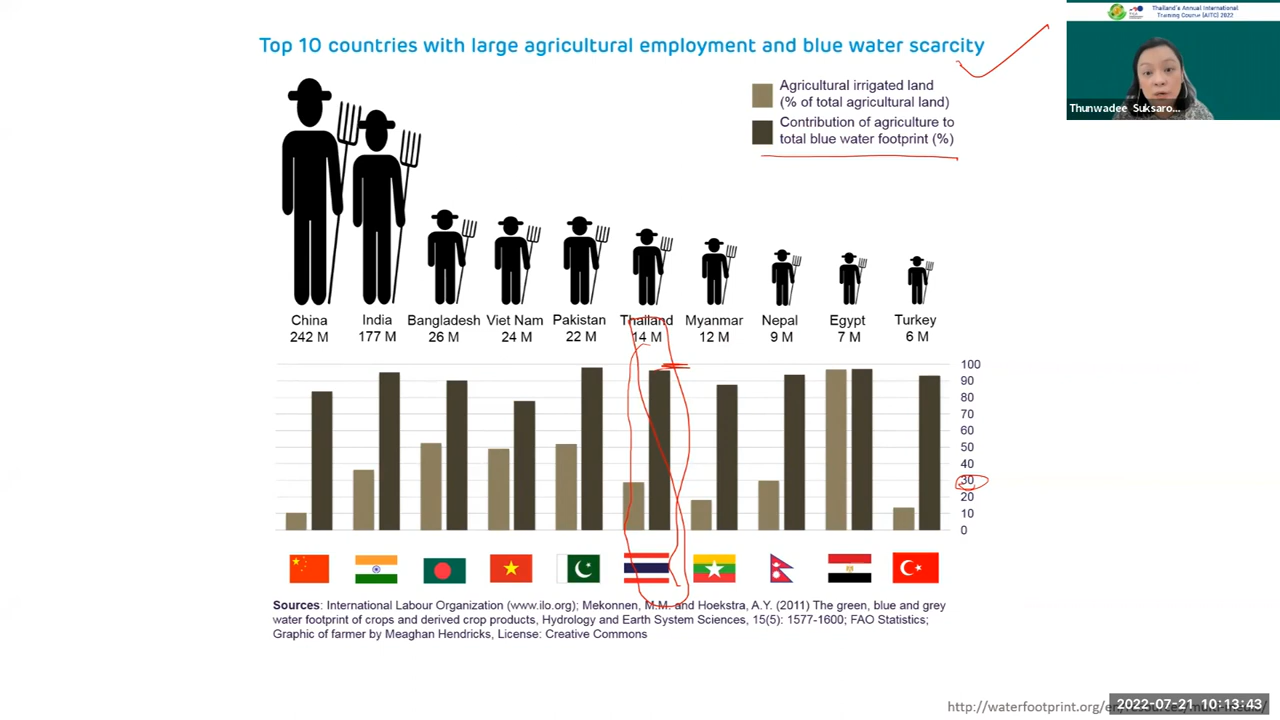 Thailand's Annual International
Training Course (AITC) 2022
Top 10 countries with large agricultural employment and blue water scarcity
Agricultural irrigated land
(% of total agricultural land)
Contribution of agriculture to
total blue water footprint (%)
Thunwadee Suksaro...
China India Bangladesh Viet Nam Pakistan Thailand Myanmar Nepal Egypt Turkey
242 M 177 M 26 M 24 M 22 M 14 M 12 M 9 M 7 M 6 M
100
90
80
70
60
50
40
30
20
10
0
Sources: International Labour Organization (www.ilo.org); Mekonnen, M.M. and Hoekstra, A.Y. (2011) The green, blue and grey
water footprint of crops and derived crop products, Hydrology and Earth System Sciences, 15(5): 1577-1600; FAO Statistics;
Graphic of farmer by Meaghan Hendricks, License: Creative Commons
http://waterfootprint.org/en/
2022-07-21 10:13:43